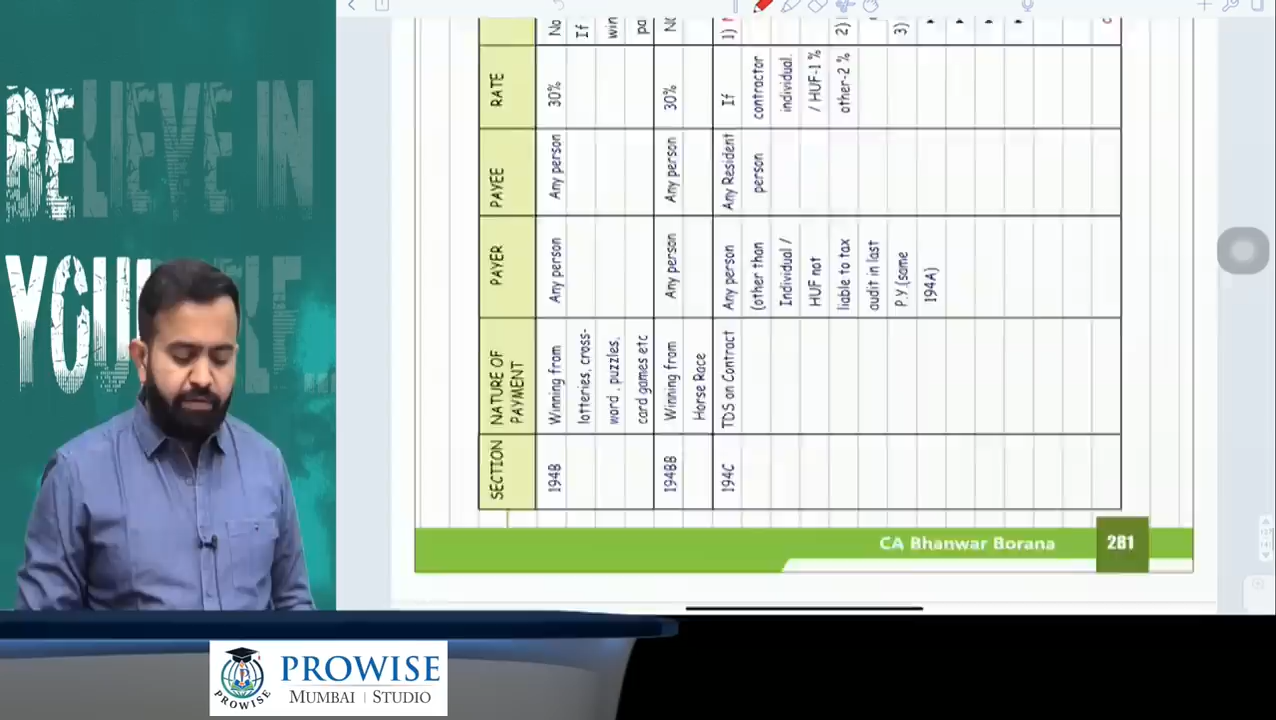 BELIEVE IN
SECTION
NATURE OF
PAYMENT
PAYER
PAYEE
RATE
194B
Winning from
lotteries, cross-
word , puzzles,
card games etc
Any person
Any person
30%
No
If
win
pa
194BB
Winning from
Horse Race
Any person
Any person
30%
194C
TDS on Contract
Any person
(other than
Individual /
HUF not
liable to tax
audit in last
P.Y (same
194A)
Any Resident
person
If
contractor
individual.
/ HUF-1 %
other-2 %
1)
2)
3)
CA Bhanwar Borana
281
PROWISE
PROWISE
MUMBAI | STUDIO